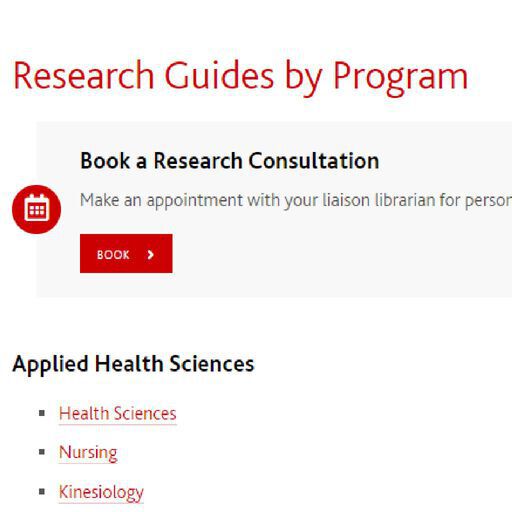 Research Guides by Program
Book a Research Consultation
Make an appointment with your liaison librarian for
BOOK
Applied Health Sciences
Health Sciences
Nursing
Kinesiology